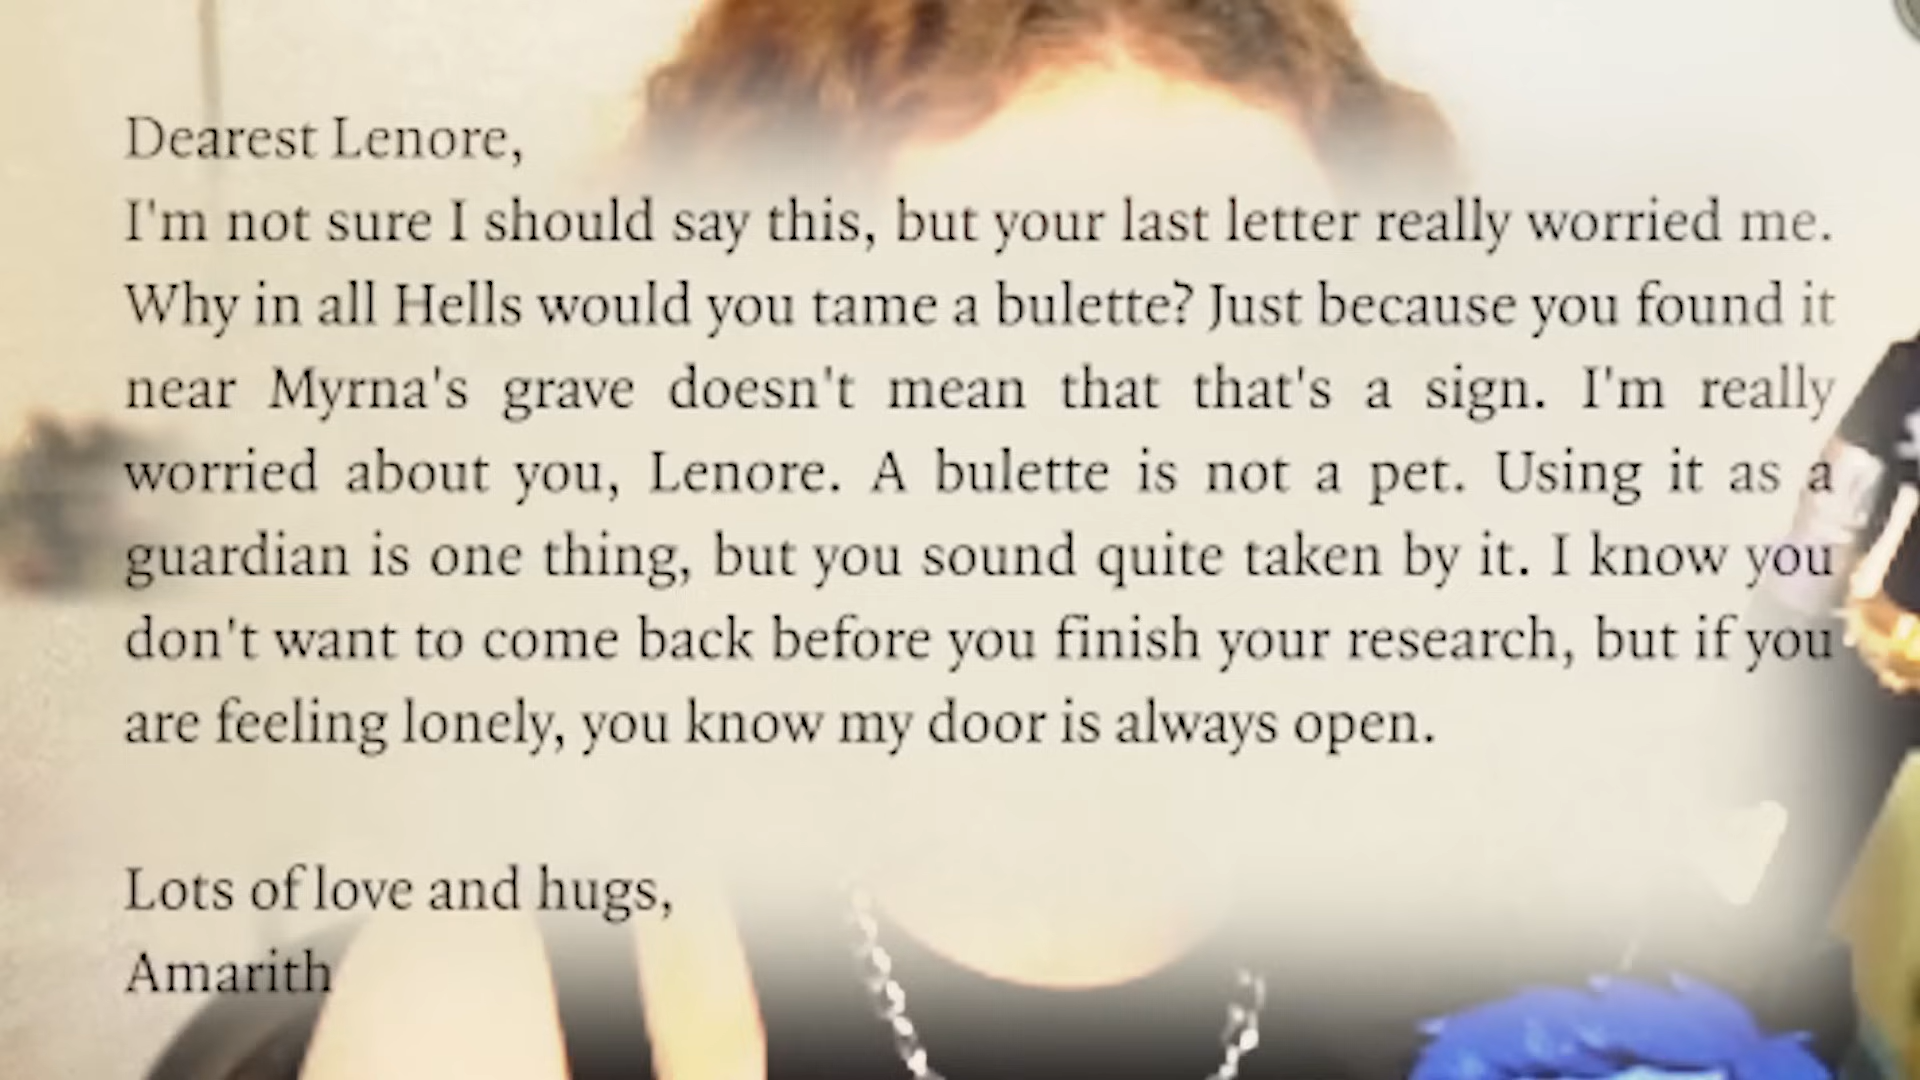 Dearest Lenore,
I'm not sure I should say this, but your last letter really worried me.
Why in all Hells would you tame a bulette? Just because you found it
near Myrna's grave doesn't mean that that's a sign. I'm really
worried about you, Lenore. A bulette is not a pet. Using it as a
guardian is one thing, but you sound quite taken by it. I know you
don't want to come back before you finish your research, but if you
are feeling lonely, you know my door is always open.
Lots of love and hugs,
Amarith